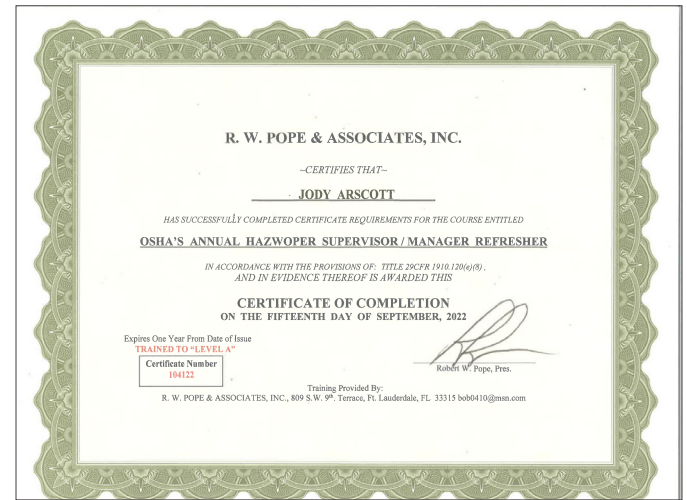 R. W. POPE & ASSOCIATES, INC.
~CERTIFIES THAT~
JODY ARSCOTT
HAS SUCCESSFULLY COMPLETED CERTIFICATE REQUIREMENTS FOR THE COURSE ENTITLED
OSHA'S ANNUAL HAZWOPER SUPERVISOR / MANAGER REFRESHER
IN ACCORDANCE WITH THE PROVISIONS OF: TITLE 29CFR 1910.120(e)(8),
AND IN EVIDENCE THEREOF IS AWARDED THIS
CERTIFICATE OF COMPLETION
ON THE FIFTEENTH DAY OF SEPTEMBER, 2022
Expires One Year From Date of Issue
TRAINED TO "LEVEL A"
Certificate Number
104122
Robert W. Pope, Pres.
Training Provided By:
R. W. POPE & ASSOCIATES, INC., 809 S.W. 9th. Terrace, Ft. Lauderdale, FL 33315 bob0410@msn.com